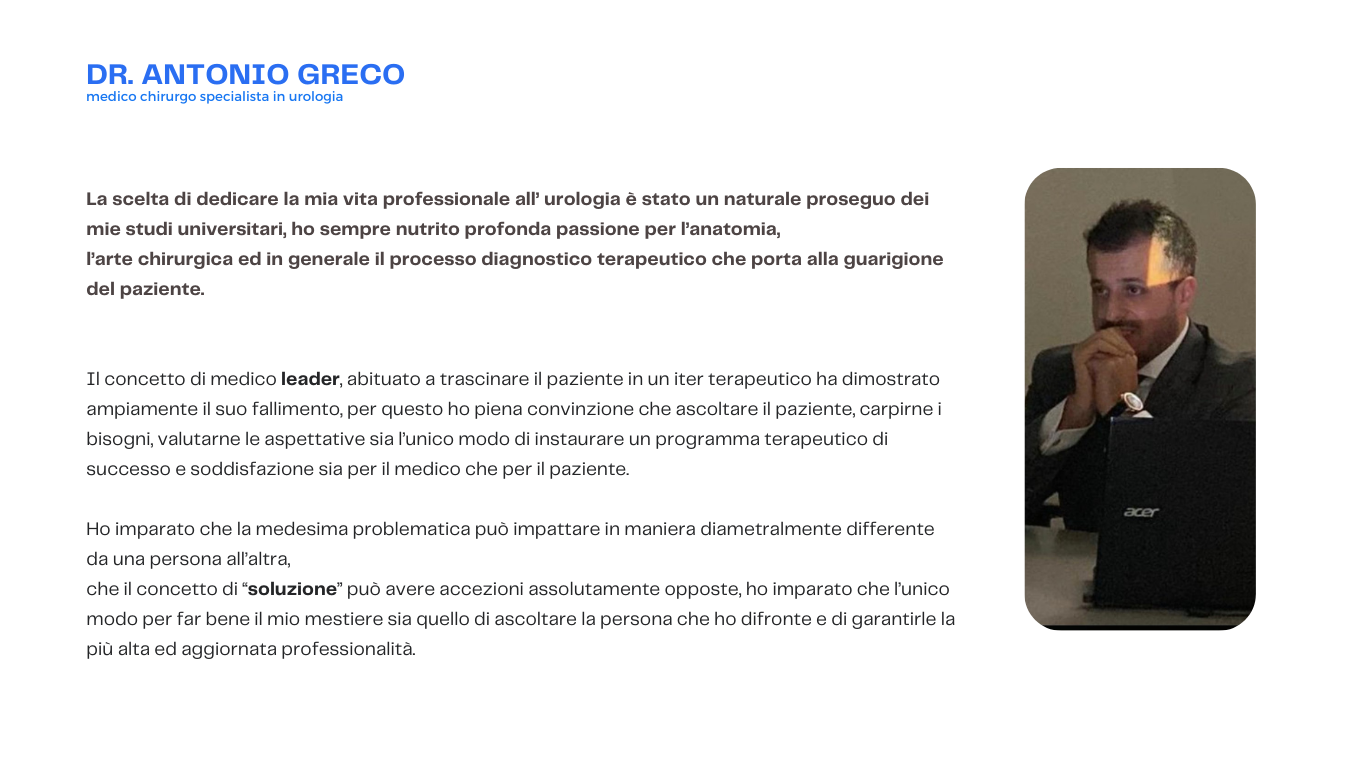 DR. ANTONIO GRECO
medico chirurgo specialista in urologia
La scelta di dedicare la mia vita professionale all’ urologia è stato un naturale proseguo dei
mie studi universitari, ho sempre nutrito profonda passione per l’anatomia,
l’arte chirurgica ed in generale il processo diagnostico terapeutico che porta alla guarigione
del paziente.
Il concetto di medico leader, abituato a trascinare il paziente in un iter terapeutico ha dimostrato
ampiamente il suo fallimento, per questo ho piena convinzione che ascoltare il paziente, carpirne i
bisogni, valutarne le aspettative sia l’unico modo di instaurare un programma terapeutico di
successo e soddisfazione sia per il medico che per il paziente.
Ho imparato che la medesima problematica può impattare in maniera diametralmente differente
da una persona all’altra,
che il concetto di “soluzione” può avere accezioni assolutamente opposte, ho imparato che l’unico
modo per far bene il mio mestiere sia quello di ascoltare la persona che ho difronte e di garantirle la
più alta ed aggiornata professionalità.
acer